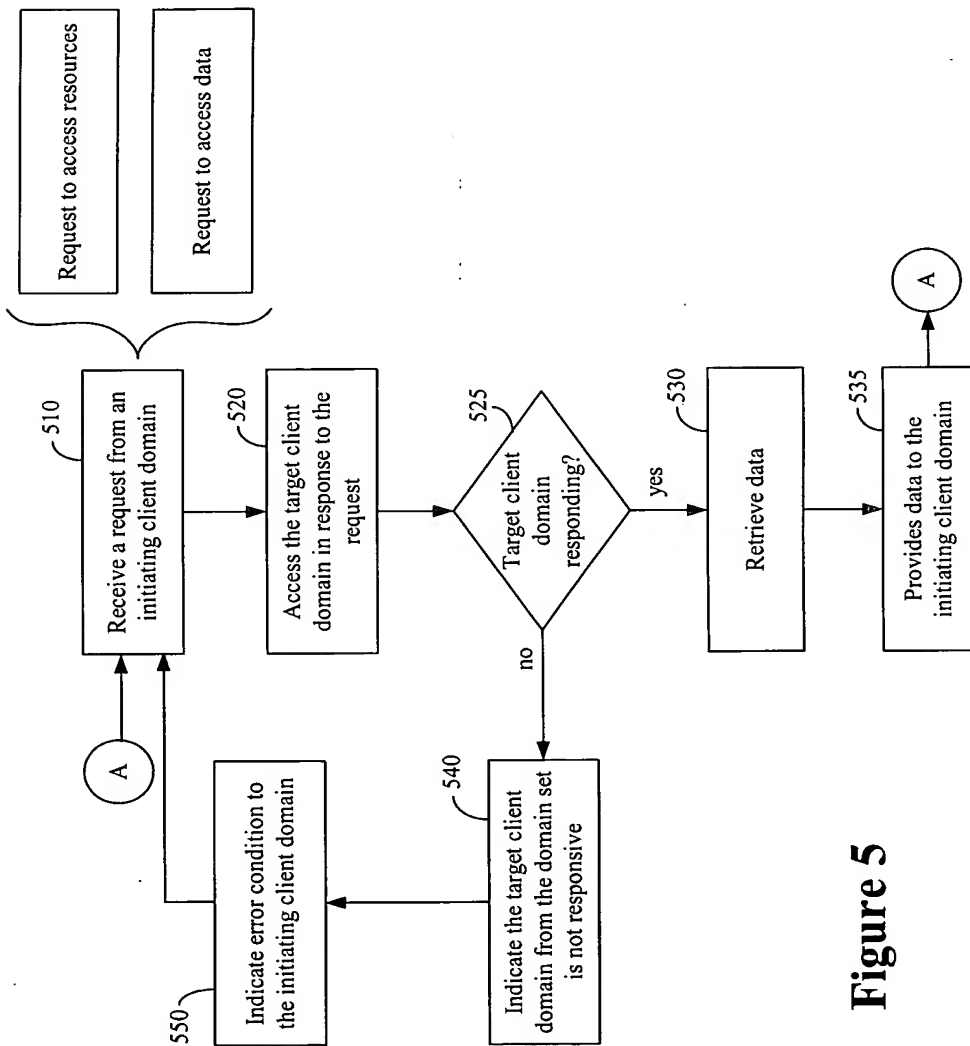 Request to access resources
Request to access data
510
Receive a request from an
initiating client domain
A
520
Access the target client
domain in response to the
request
525
Target client
domain
responding?
yes
no
530
Retrieve data
535
Provides data to the
initiating client domain
A
540
Indicate the target client
domain from the domain set
is not responsive
550
Indicate error condition to
the initiating client domain
Figure 5